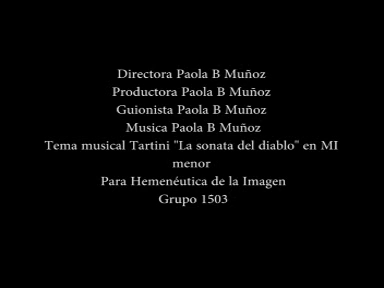 Directora Paola B Muñoz
Productora Paola B Muñoz
Guionista Paola B Muñoz
Musica Paola B Muñoz
Tema musical Tartini "La sonata del diablo" en MI
menor
Para Hemenéutica de la Imagen
Grupo 1503